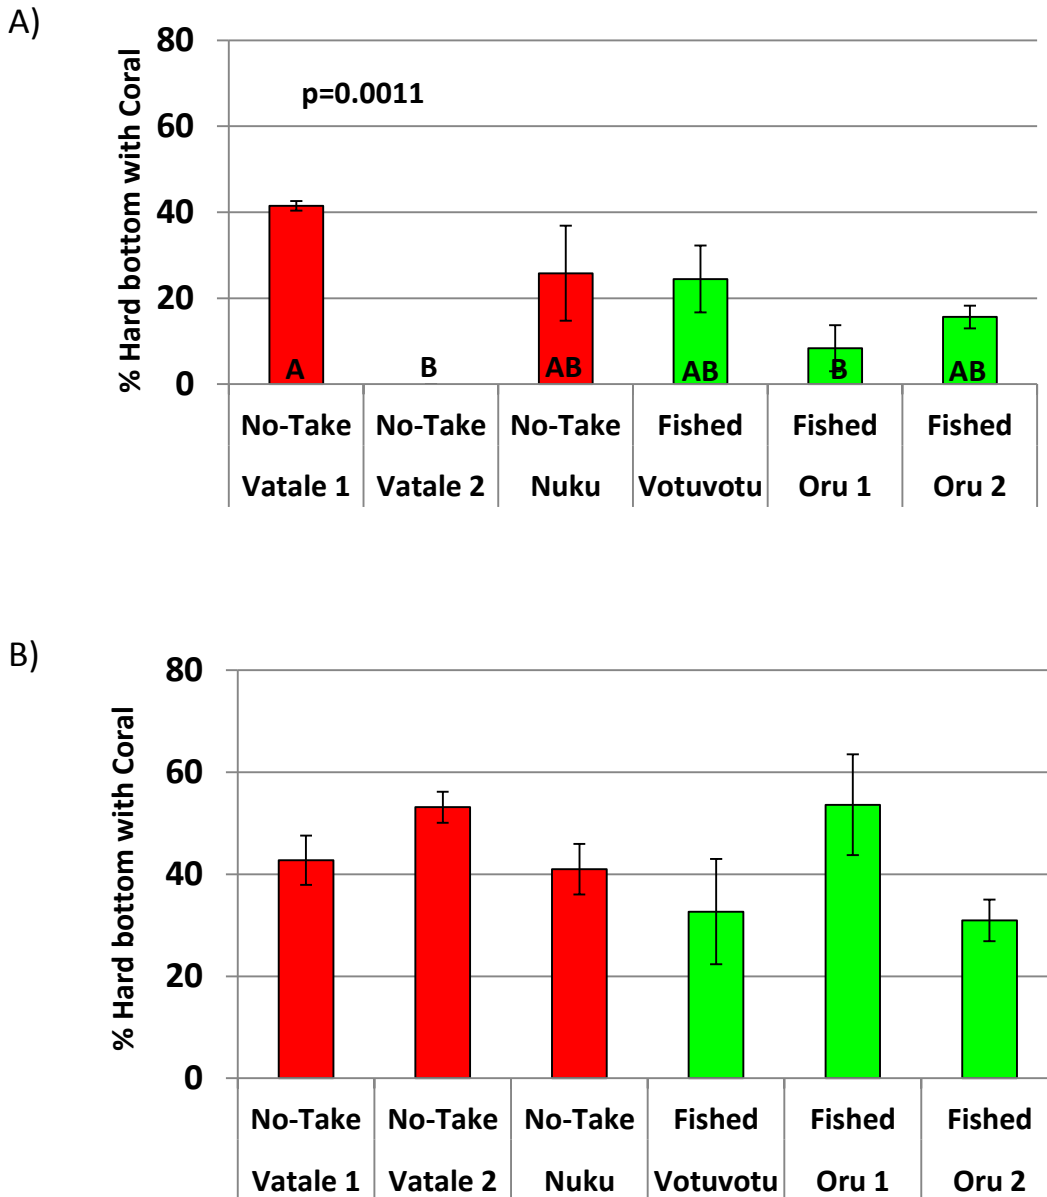 A)
% Hard bottom with Coral
80
60
40
20
0
p=0.0011
A B AB AB B AB
No-Take No-Take No-Take Fished Fished Fished
Vatale 1 Vatale 2 Nuku Votuvotu Oru 1 Oru 2
B)
% Hard bottom with Coral
80
60
40
20
0
No-Take No-Take No-Take Fished Fished Fished
Vatale 1 Vatale 2 Nuku Votuvotu Oru 1 Oru 2